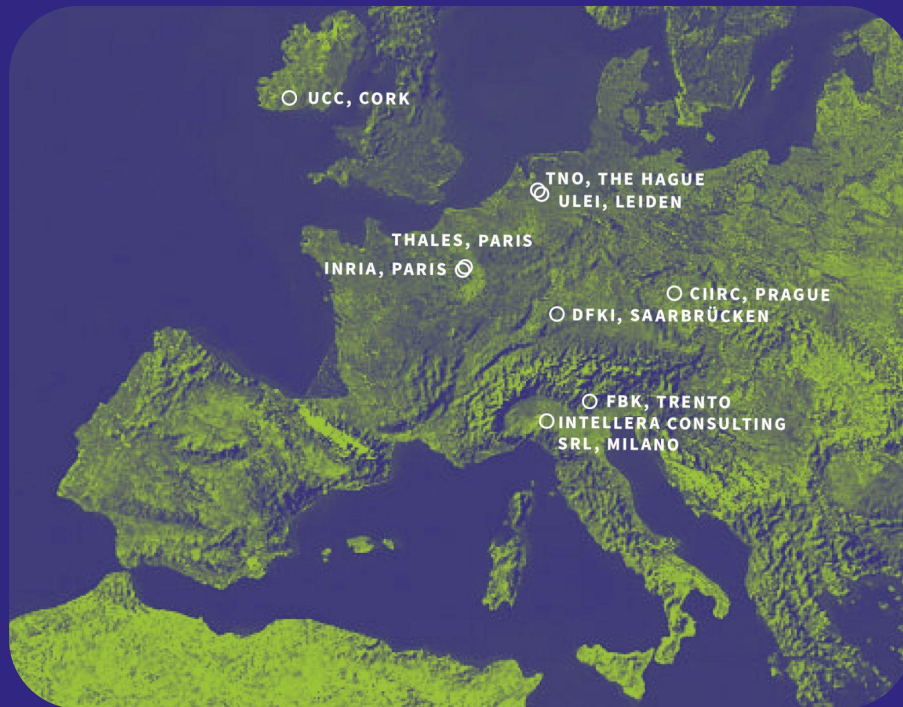 UCC, CORK
TNO, THE HAGUE
ULEI, LEIDEN
THALES, PARIS
INRIA, PARIS
CIIRC, PRAGUE
DFKI, SAARBRÜCKEN
FBK, TRENTO
INTELLERA CONSULTING
SRL, MILANO